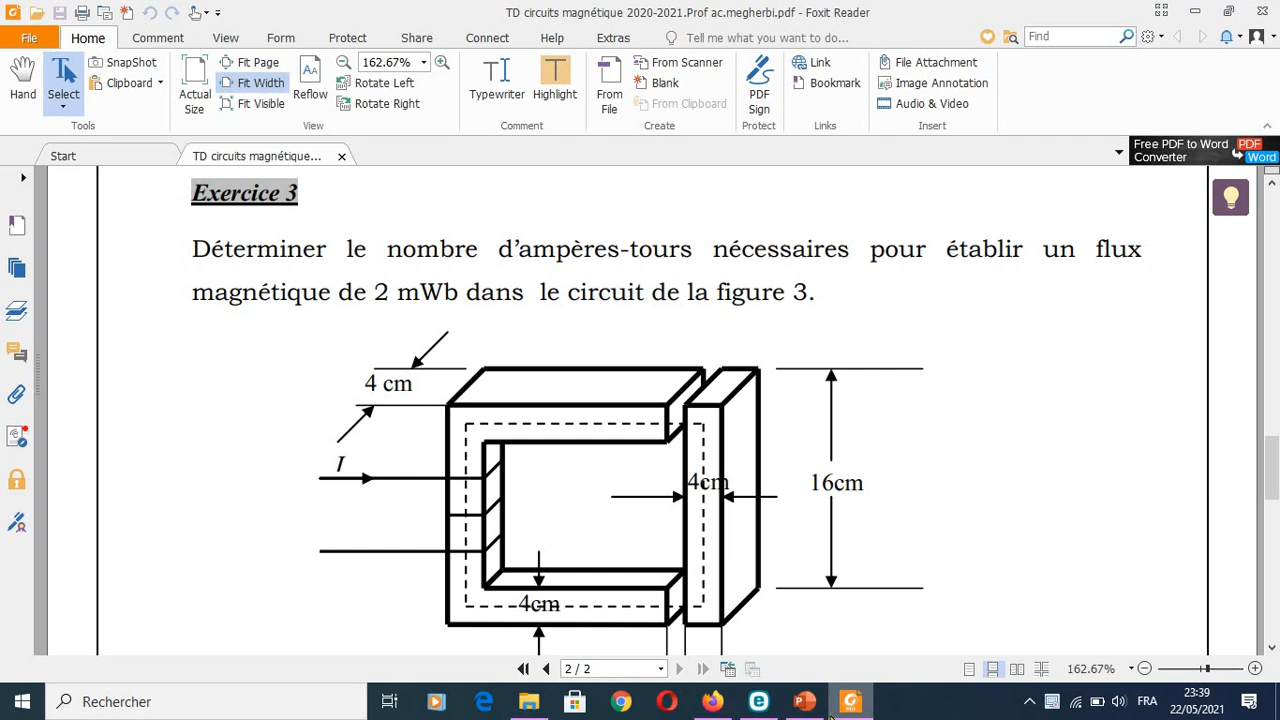 TD circuits magnétique 2020-2021.Prof ac.megherbi.pdf - Foxit Reader
File Home Comment View Form Protect Share Connect Help Extras Tell me what you want to do... Find
Hand
Select
SnapShot
Clipboard
Tools
Actual Size
Fit Page
Fit Width
Fit Visible
Reflow
162.67%
Rotate Left
Rotate Right
View
Typewriter
Highlight
Comment
From File
From Scanner
Blank
From Clipboard
Create
PDF Sign
Protect
Link
Bookmark
Links
File Attachment
Image Annotation
Audio & Video
Insert
Start
TD circuits magnétique...
Free PDF to Word Converter
PDF
Word
Exercice 3
Déterminer le nombre d'ampères-tours nécessaires pour établir un flux
magnétique de 2 mWb dans le circuit de la figure 3.
4 cm
I
4cm
16cm
4cm
2 / 2
162.67%
Rechercher
FRA
23:39
22/05/2021